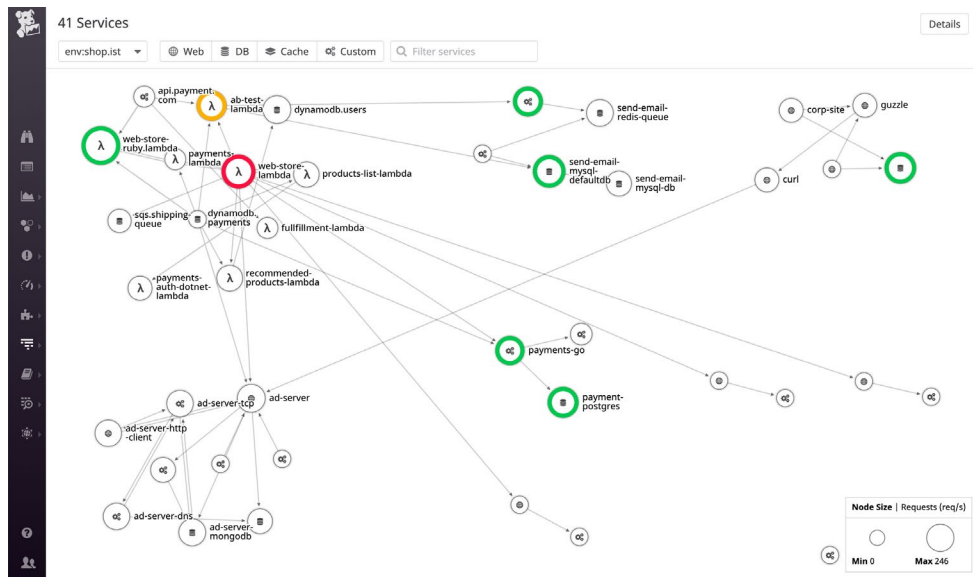 41 Services
Details
env:shop.ist
Web
DB
Cache
Custom
Filter services
api.payment.
com
ab-test-
lambda
dynamodb.users
send-email-
redis-queue
corp-site
guzzle
web-store-
ruby.lambda
payments-
lambda
web-store-
lambda
products-list-lambda
send-email-
mysql-
defaultdb
send-email-
mysql-db
curl
sqs.shipping-
queue
dynamodb.
payments
fullfillment-lambda
payments-
auth-dotnet-
lambda
recommended-
products-lambda
payments-go
payment-
postgres
ad-server-tcp
ad-server
ad-server-http
-client
ad-server-dns
ad-server-
mongodb
Node Size | Requests (req/s)
Min 0
Max 246